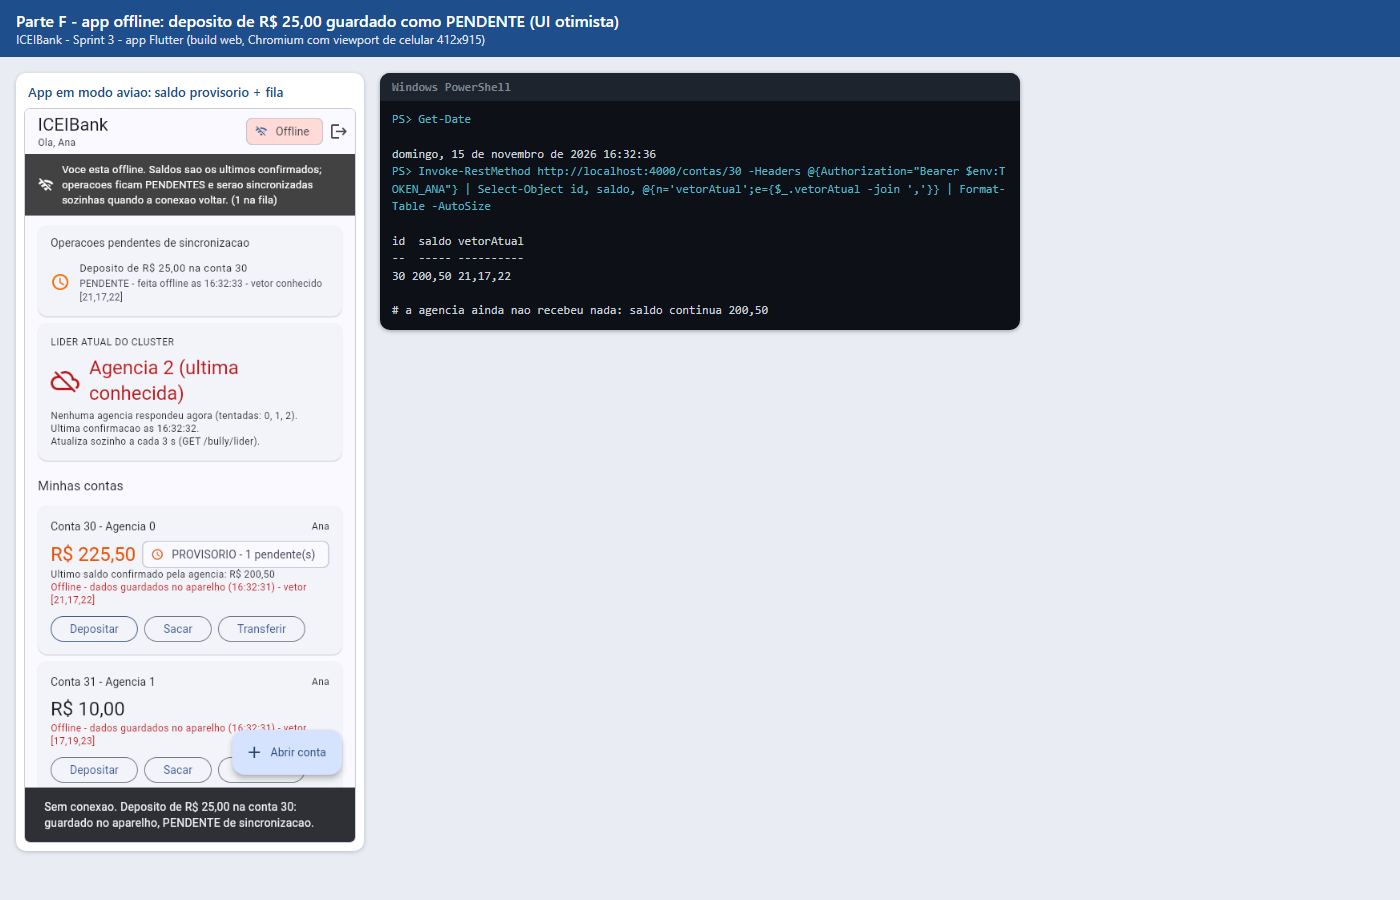 Parte F - app offline: deposito de R$ 25,00 guardado como PENDENTE (UI otimista)
ICEIBank - Sprint 3 - app Flutter (build web, Chromium com viewport de celular 412x915)
App em modo aviao: saldo provisorio + fila
ICEIBank
Ola, Ana
Offline
Voce esta offline. Saldos sao os ultimos confirmados;
operacoes ficam PENDENTES e serao sincronizadas
sozinhas quando a conexao voltar. (1 na fila)
Operacoes pendentes de sincronizacao
Deposito de R$ 25,00 na conta 30
PENDENTE - feita offline as 16:32:33 - vetor conhecido
[21,17,22]
LIDER ATUAL DO CLUSTER
Agencia 2 (ultima
conhecida)
Nenhuma agencia respondeu agora (tentadas: 0, 1, 2).
Ultima confirmacao as 16:32:32.
Atualiza sozinho a cada 3 s (GET /bully/lider).
Minhas contas
Conta 30 - Agencia 0
Ana
R$ 225,50
PROVISORIO - 1 pendente(s)
Ultimo saldo confirmado pela agencia: R$ 200,50
Offline - dados guardados no aparelho (16:32:31) - vetor
[21,17,22]
Depositar
Sacar
Transferir
Conta 31 - Agencia 1
Ana
R$ 10,00
Offline - dados guardados no aparelho (16:32:31) - vetor
[17,19,23]
Depositar
Sacar
Abrir conta
Sem conexao. Deposito de R$ 25,00 na conta 30:
guardado no aparelho, PENDENTE de sincronizacao.
Windows PowerShell
PS> Get-Date
domingo, 15 de novembro de 2026 16:32:36
PS> Invoke-RestMethod http://localhost:4000/contas/30 -Headers @{Authorization="Bearer $env:T
OKEN_ANA"} | Select-Object id, saldo, @{n='vetorAtual';e={$_.vetorAtual -join ','}} | Format-
Table -AutoSize
id  saldo vetorAtual
--  ----- ----------
30 200,50 21,17,22
# a agencia ainda nao recebeu nada: saldo continua 200,50